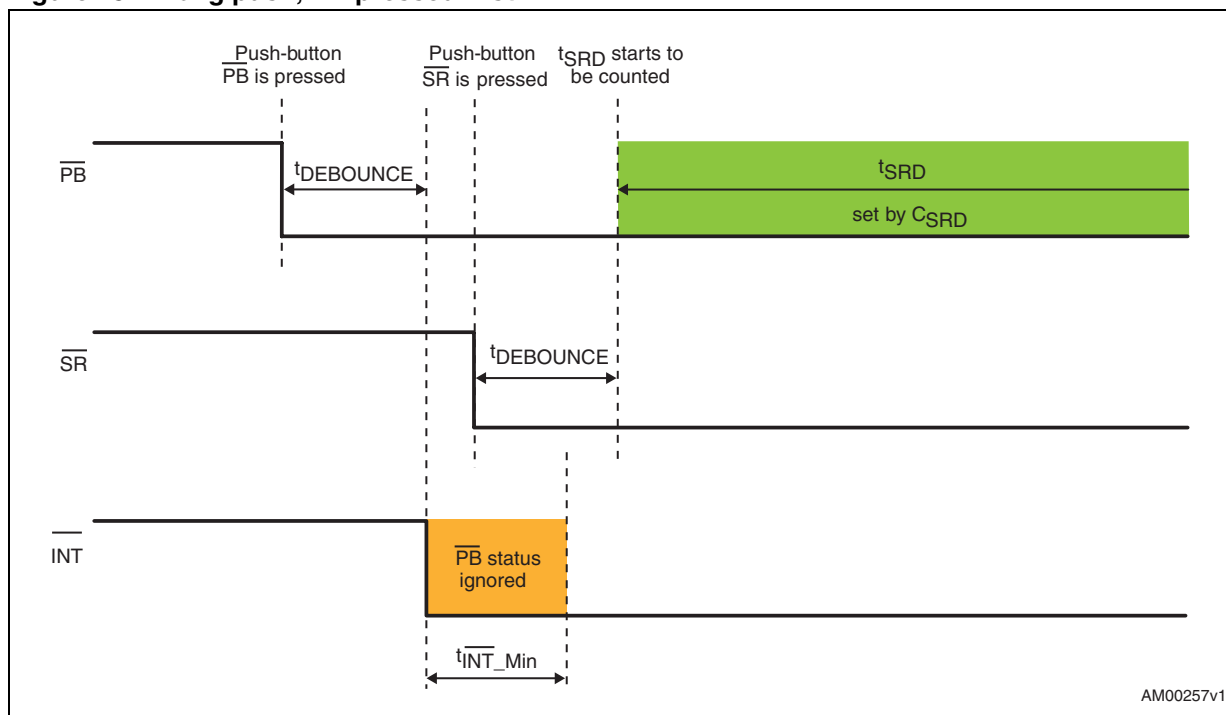 Push-button
PB is pressed
Push-button
SR is pressed
tSRD starts to
be counted
PB
tDEBOUNCE
tSRD
set by CSRD
SR
tDEBOUNCE
INT
PB status
ignored
tINT_Min
AM00257v1